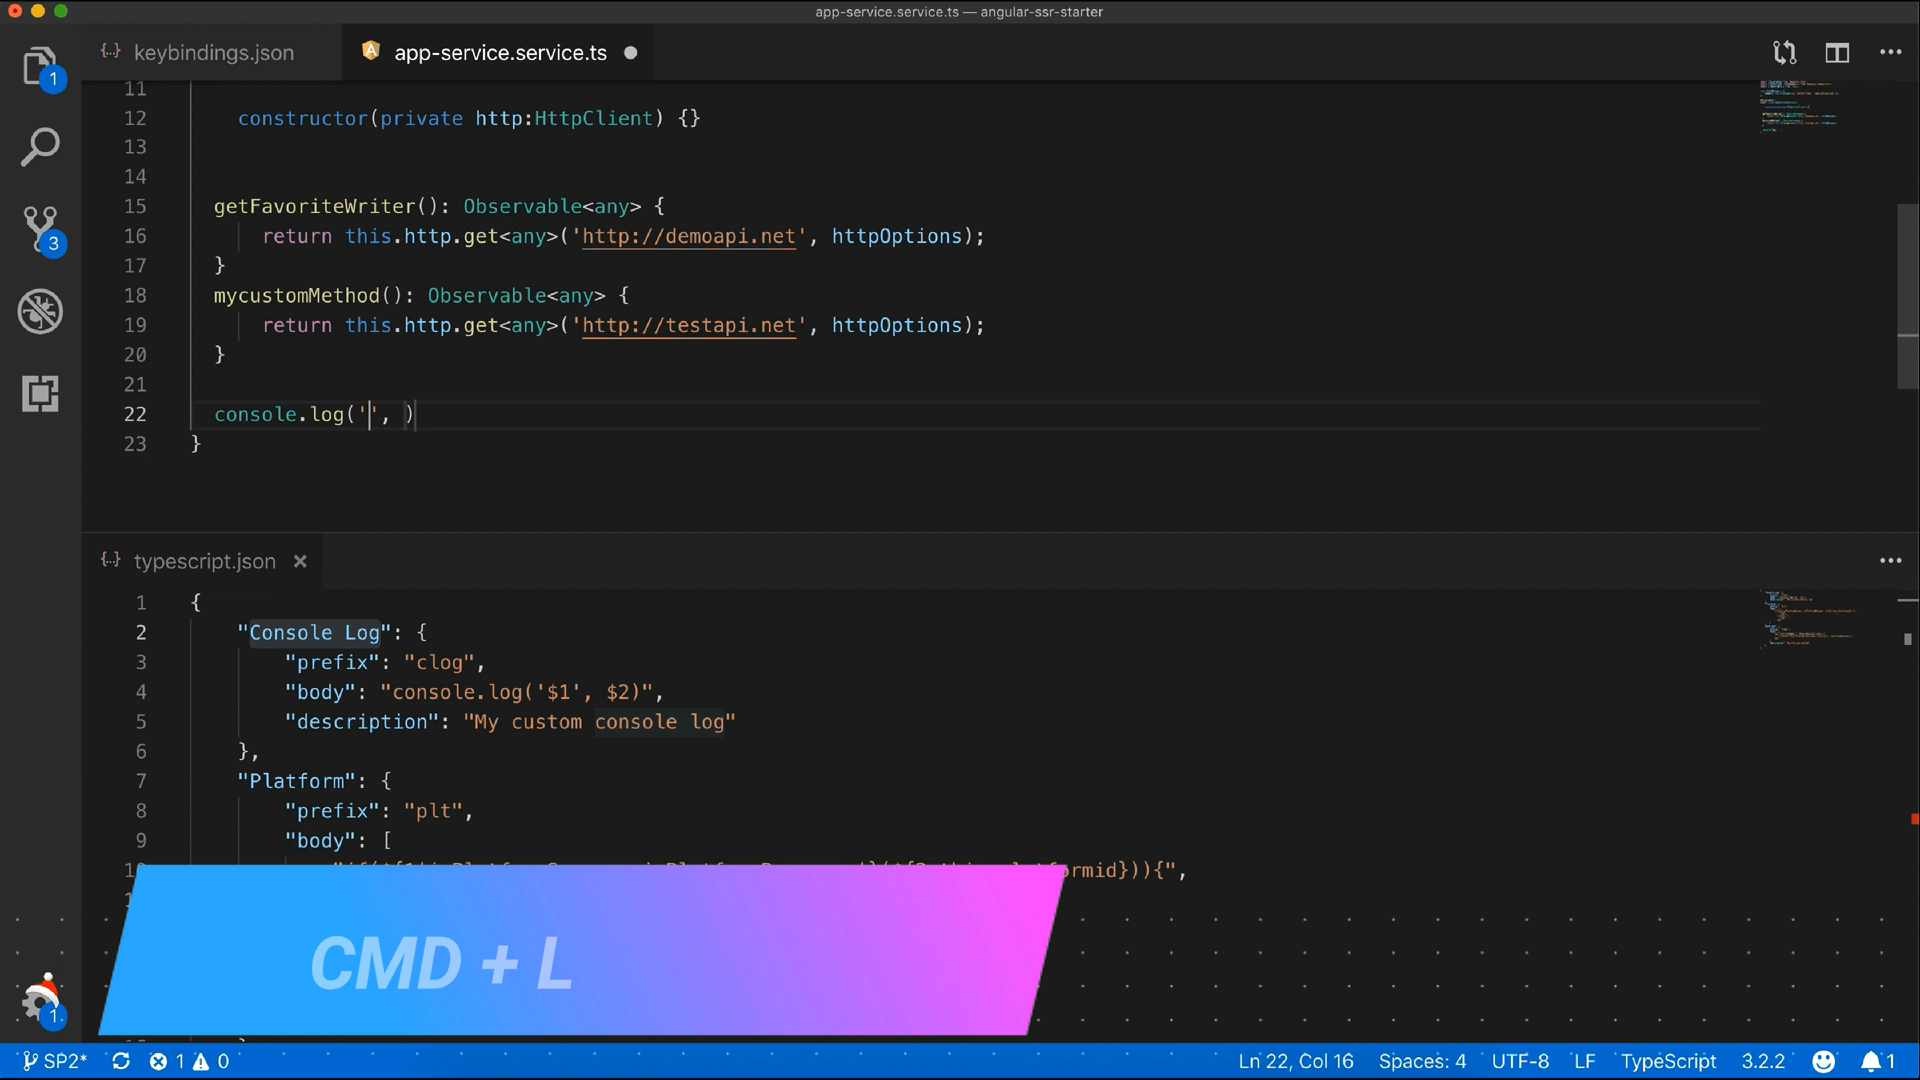 app-service.service.ts — angular-ssr-starter
keybindings.json
app-service.service.ts
1
3
1
11
12 constructor(private http:HttpClient) {}
13
14
15 getFavoriteWriter(): Observable<any> {
16 return this.http.get<any>('http://demoapi.net', httpOptions);
17 }
18 mycustomMethod(): Observable<any> {
19 return this.http.get<any>('http://testapi.net', httpOptions);
20 }
21
22 console.log('', )
23 }
{..} typescript.json
1 {
2 "Console Log": {
3 "prefix": "clog",
4 "body": "console.log('$1', $2)",
5 "description": "My custom console log"
6 },
7 "Platform": {
8 "prefix": "plt",
9 "body": [
rmid})){",
CMD + L
SP2* 1 0 Ln 22, Col 16 Spaces: 4 UTF-8 LF TypeScript 3.2.2 1